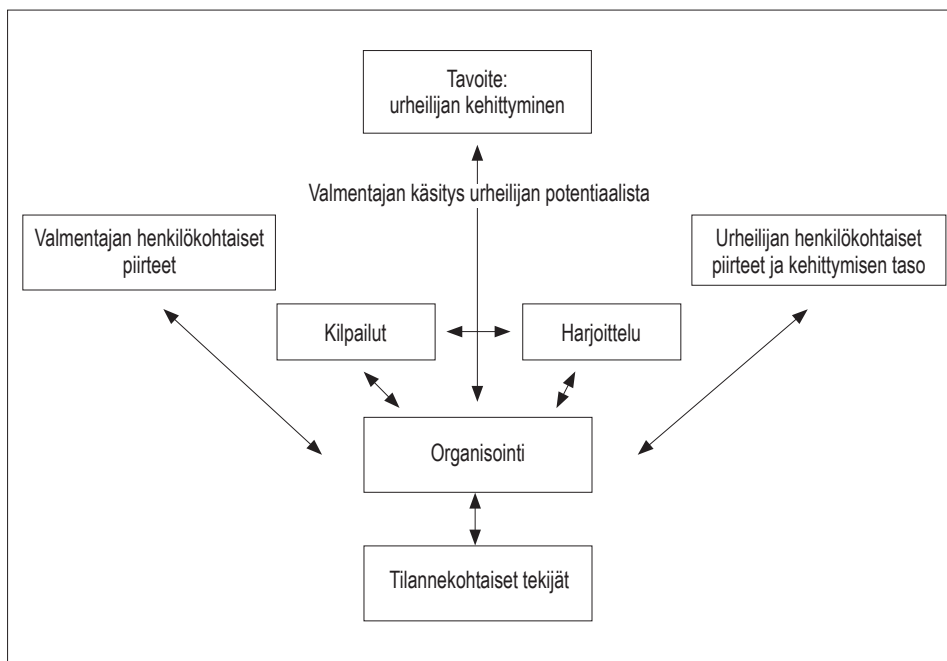 Tavoite:
urheilijan kehittyminen
Valmentajan käsitys urheilijan potentiaalista
Valmentajan henkilökohtaiset
piirteet
Urheilijan henkilökohtaiset
piirteet ja kehittymisen taso
Kilpailut
Harjoittelu
Organisointi
Tilannekohtaiset tekijät